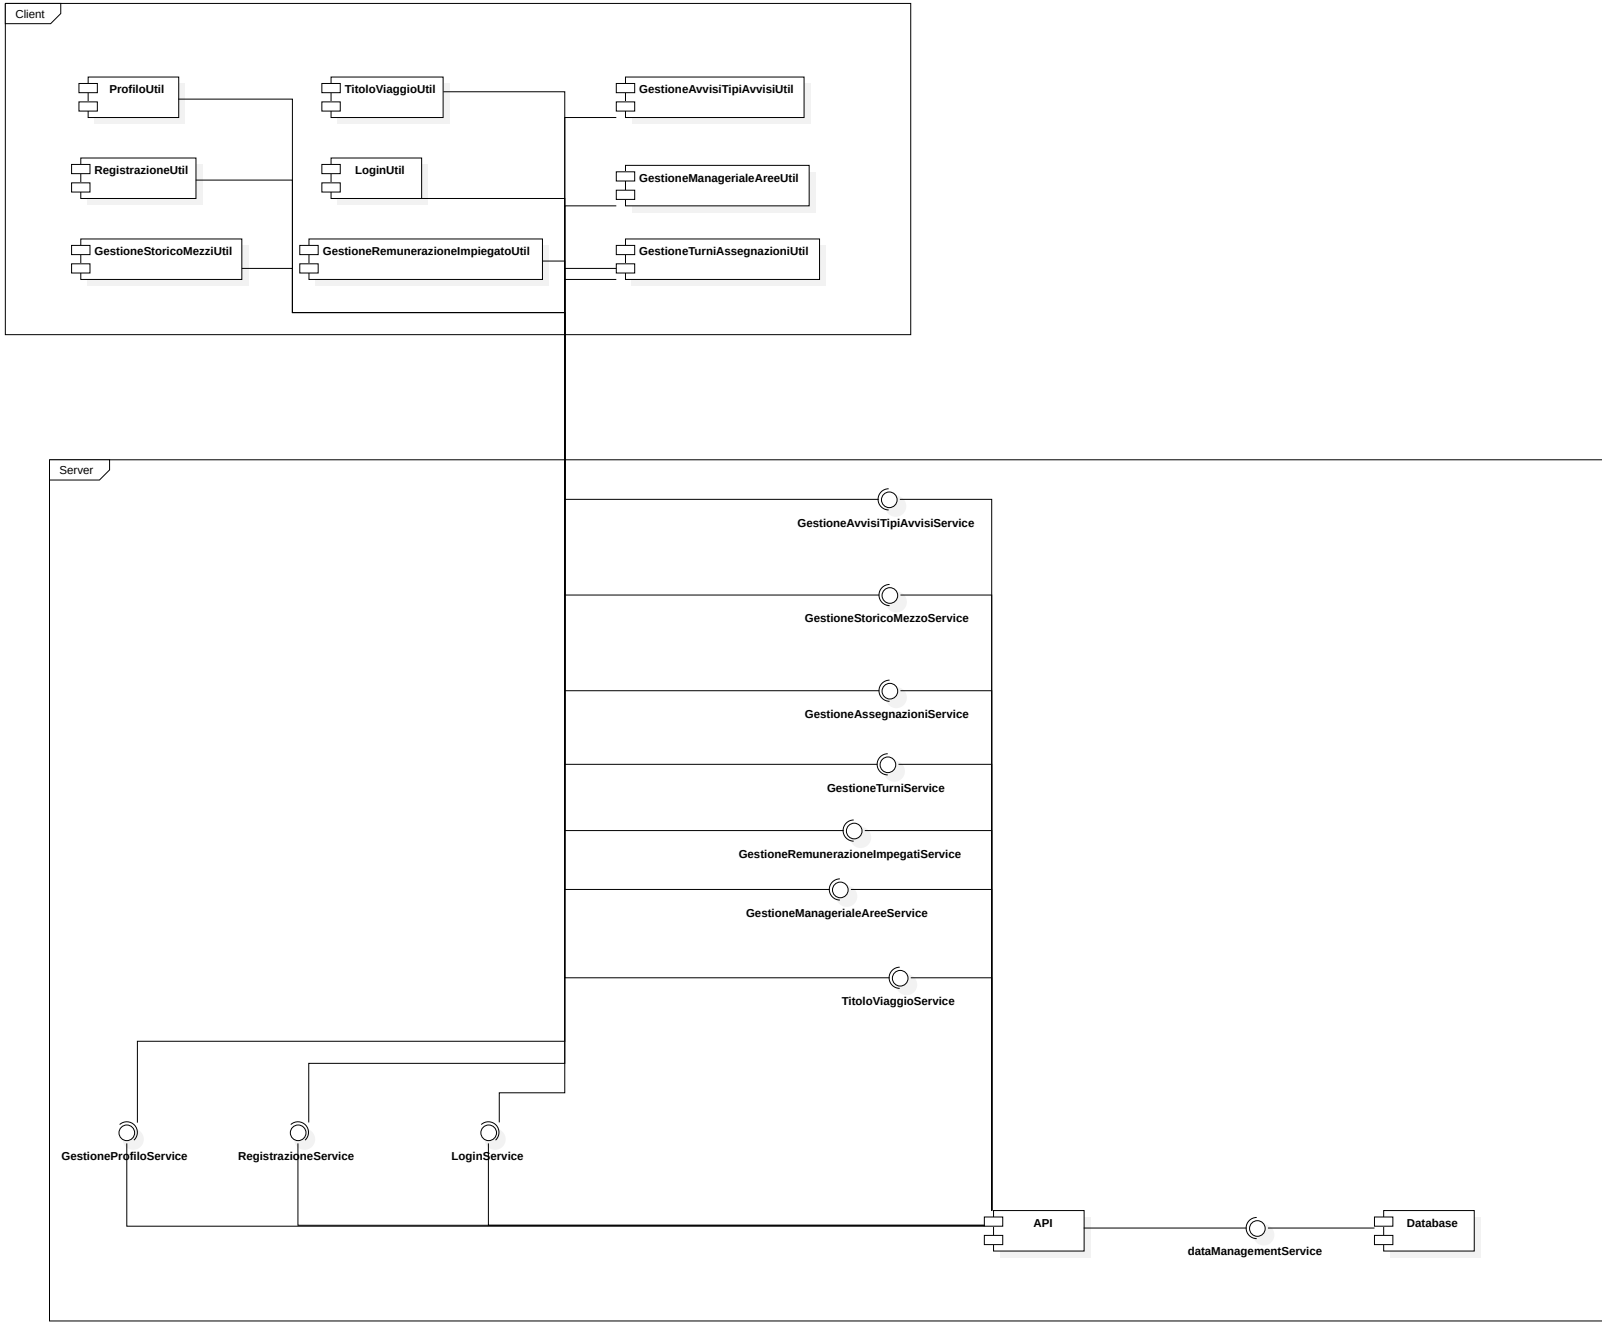 Client
ProfiloUtil
TitoloViaggioUtil
GestioneAvvisiTipiAvvisiUtil
RegistrazioneUtil
LoginUtil
GestioneManagerialeAreeUtil
GestioneStoricoMezziUtil
GestioneRemunerazioneImpiegatoUtil
GestioneTurniAssegnazioniUtil
Server
GestioneAvvisiTipiAvvisiService
GestioneStoricoMezzoService
GestioneAssegnazioniService
GestioneTurniService
GestioneRemunerazioneImpegatiService
GestioneManagerialeAreeService
TitoloViaggioService
GestioneProfiloService
RegistrazioneService
LoginService
API
Database
dataManagementService